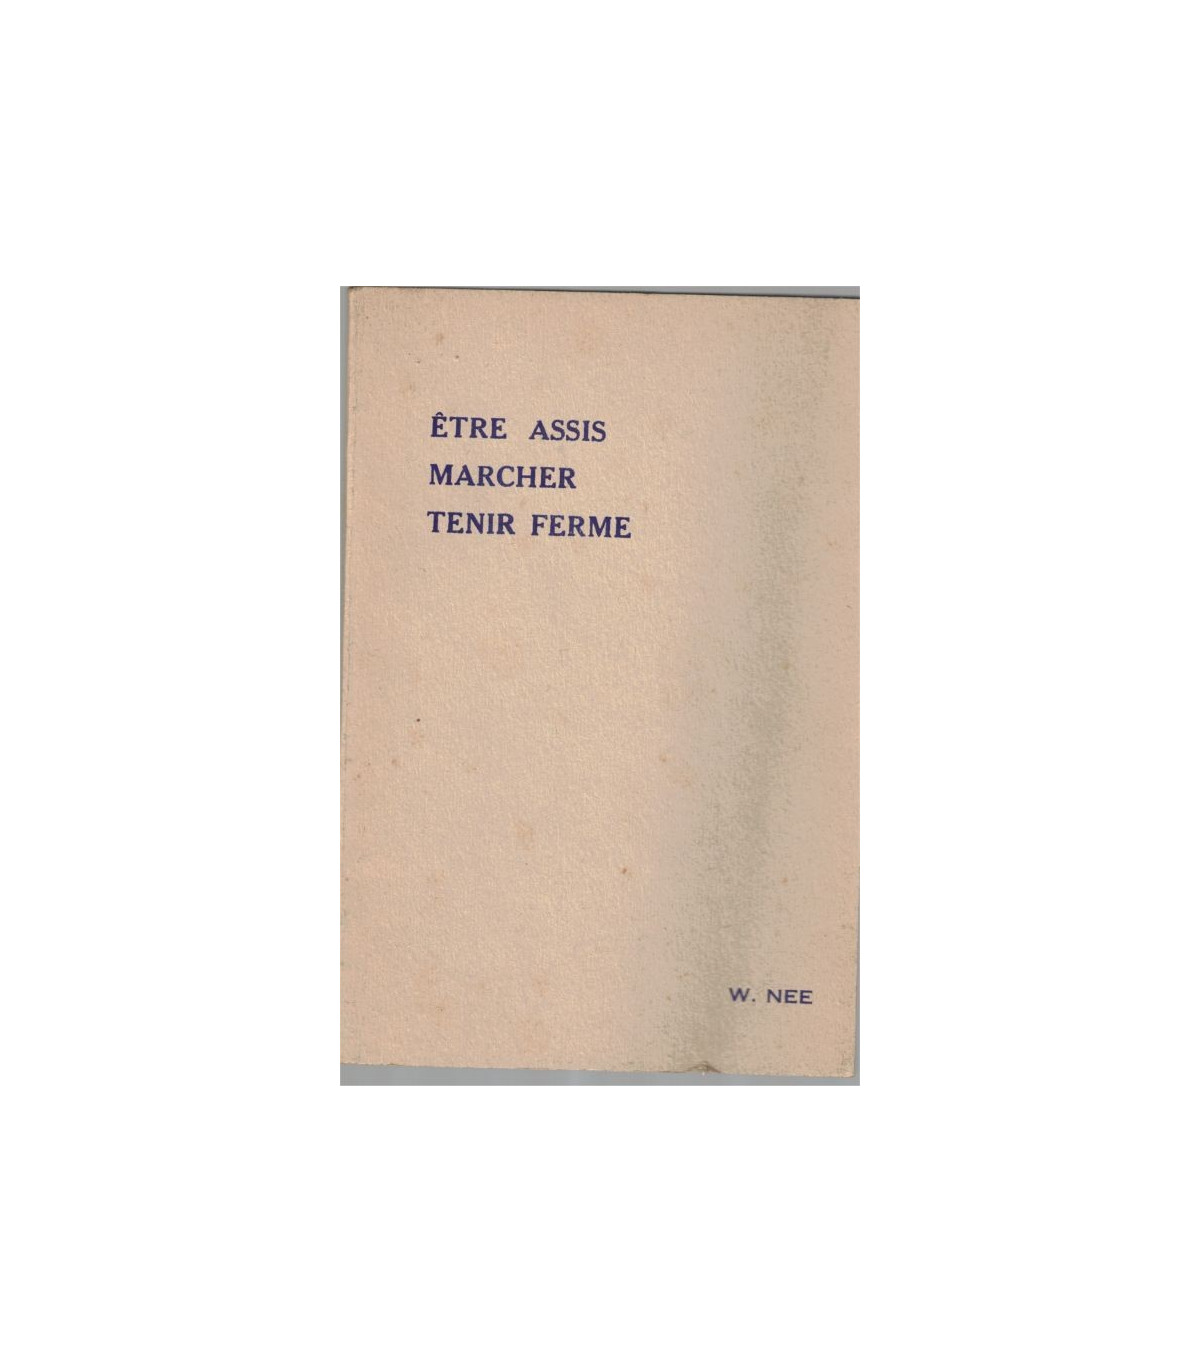 ÊTRE ASSIS
MARCHER
TENIR FERME
W. NEE